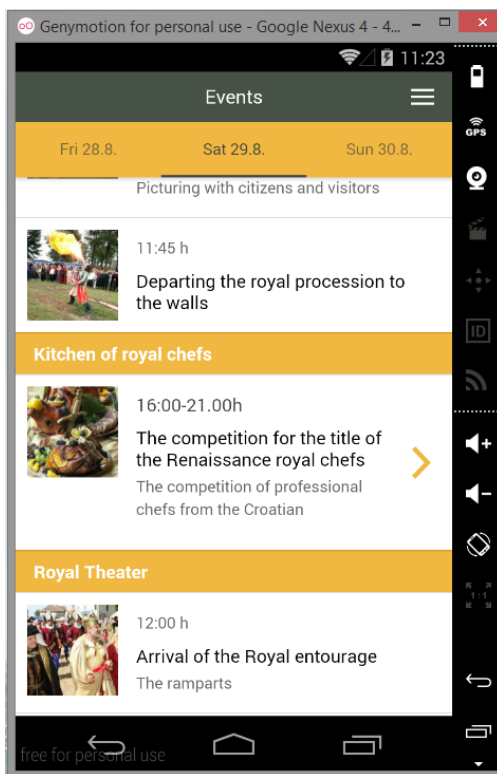 Genymotion for personal use - Google Nexus 4 - 4...
11:23
Events
Fri 28.8.
Sat 29.8.
Sun 30.8.
GPS
Picturing with citizens and visitors
11:45 h
Departing the royal procession to
the walls
ID
Kitchen of royal chefs
16:00-21.00h
The competition for the title of
the Renaissance royal chefs
The competition of professional
chefs from the Croatian
Royal Theater
1:1
12:00 h
Arrival of the Royal entourage
The ramparts
free for personal use